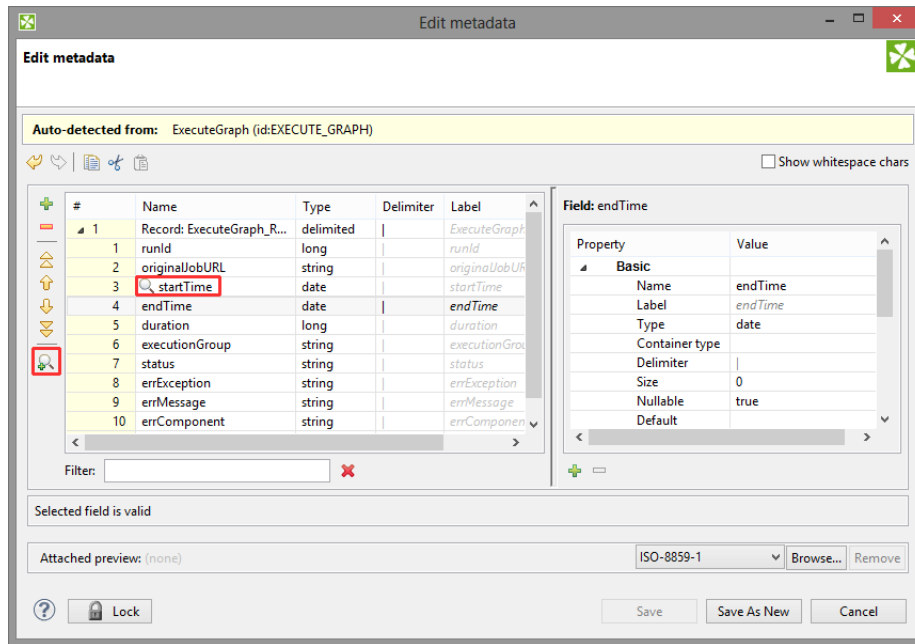 Edit metadata
Edit metadata
Auto-detected from: ExecuteGraph (id:EXECUTE_GRAPH)
Show whitespace chars
# Name Type Delimiter Label
1 Record: ExecuteGraph_R... delimited | ExecuteGraph
1 runId long | runId
2 originalJobURL string | originalJobUR
3 startTime date | startTime
4 endTime date | endTime
5 duration long | duration
6 executionGroup string | executionGrou
7 status string | status
8 errException string | errException
9 errMessage string | errMessage
10 errComponent string | errComponen
Filter:
Field: endTime
Property Value
Basic
Name endTime
Label endTime
Type date
Container type
Delimiter |
Size 0
Nullable true
Default
Selected field is valid
Attached preview: (none) ISO-8859-1 Browse... Remove
? Lock Save Save As New Cancel